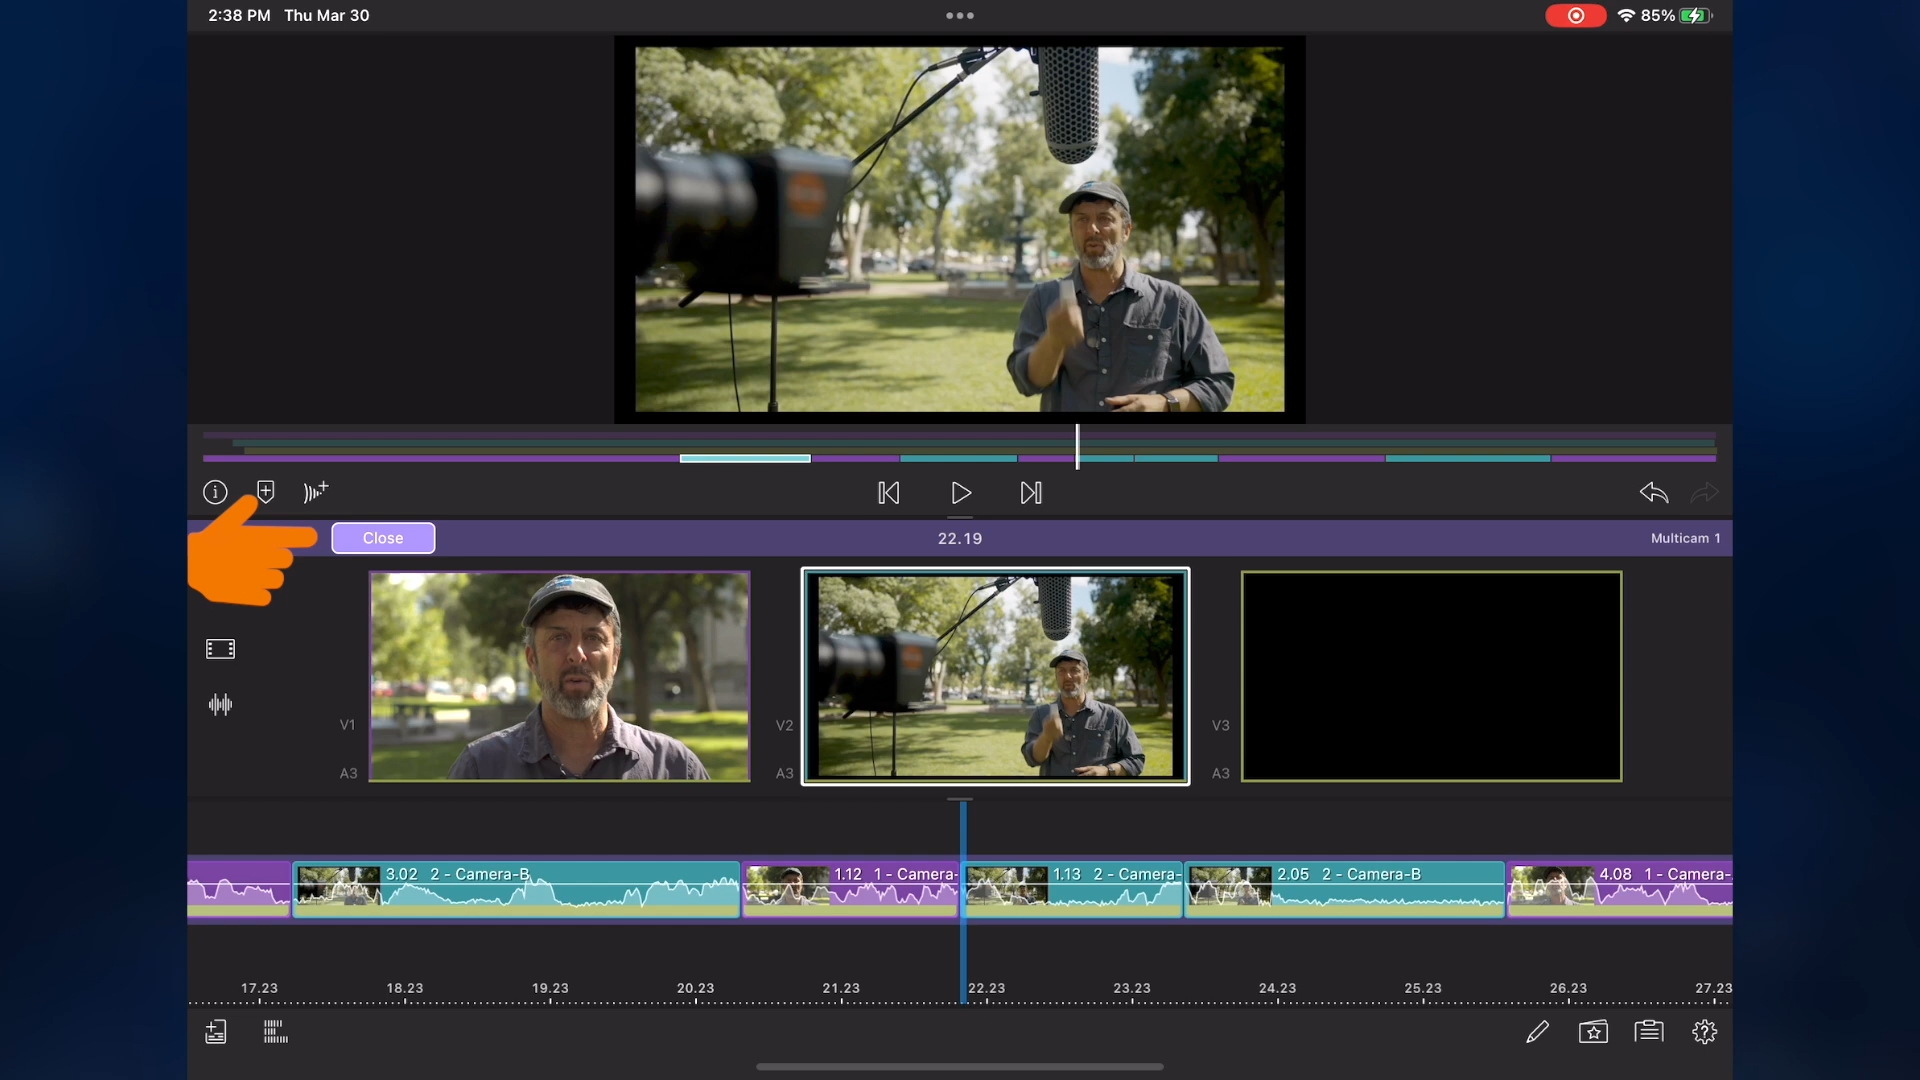 2:38 PM Thu Mar 30
85%
Close
22.19
Multicam 1
V1
A3
V2
A3
V3
A3
3.02 2 - Camera-B
1.12 1 - Camera-
1.13 2 - Camera-
2.05 2 - Camera-B
4.08 1 - Camera-
17.23 18.23 19.23 20.23 21.23 22.23 23.23 24.23 25.23 26.23 27.23